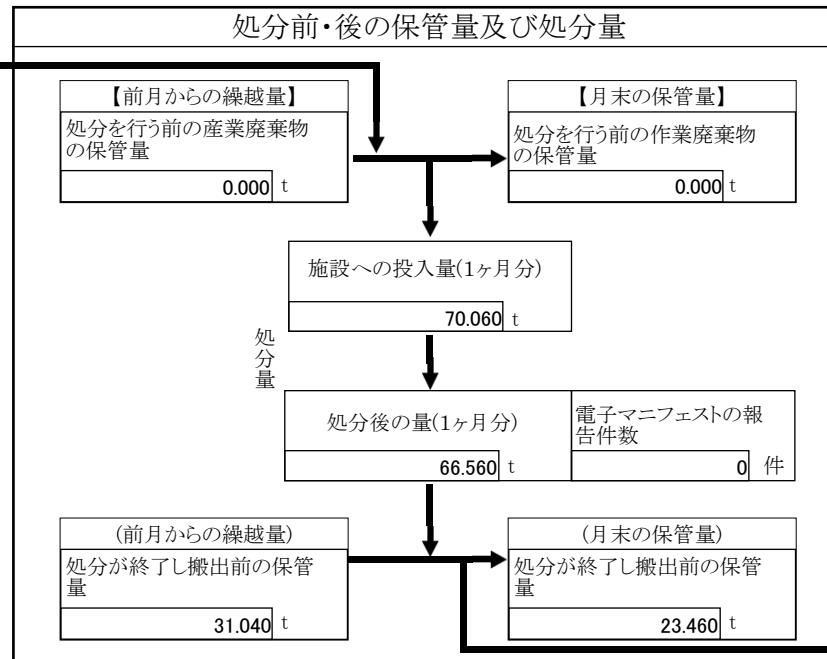 処分前・後の保管量及び処分量
【前月からの繰越量】
処分を行う前の産業廃棄物
の保管量
0.000 t
【月末の保管量】
処分を行う前の作業廃棄物
の保管量
0.000 t
施設への投入量(1ヶ月分)
70.060 t
処分量
処分後の量(1ヶ月分)
66.560 t
電子マニフェストの報
告件数
0 件
(前月からの繰越量)
処分が終了し搬出前の保管
量
31.040 t
(月末の保管量)
処分が終了し搬出前の保管
量
23.460 t